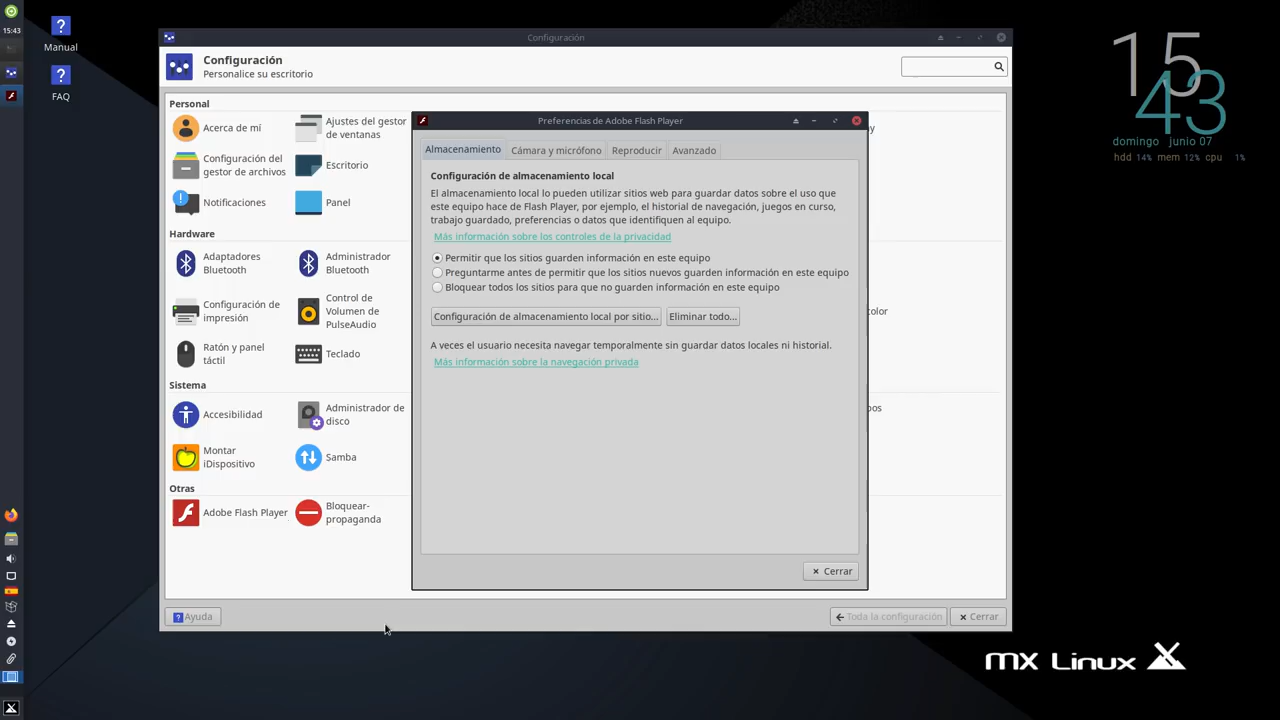 15:43
Manual
FAQ
Configuración
Configuración
Personalice su escritorio
Personal
Acerca de mí
Ajustes del gestor
de ventanas
Configuración del
gestor de archivos
Escritorio
Notificaciones
Panel
Hardware
Adaptadores
Bluetooth
Administrador
Bluetooth
Configuración de
impresión
Control de
Volumen de
PulseAudio
Ratón y panel
táctil
Teclado
Sistema
Accesibilidad
Administrador de
disco
Montar
iDispositivo
Samba
Otras
Adobe Flash Player
Bloquear-
propaganda
Ayuda
Toda la configuración
Cerrar
Preferencias de Adobe Flash Player
Almacenamiento
Cámara y micrófono
Reproducir
Avanzado
Configuración de almacenamiento local
El almacenamiento local lo pueden utilizar sitios web para guardar datos sobre el uso que
este equipo hace de Flash Player, por ejemplo, el historial de navegación, juegos en curso,
trabajo guardado, preferencias o datos que identifiquen al equipo.
Más información sobre los controles de la privacidad
Permitir que los sitios guarden información en este equipo
Preguntarme antes de permitir que los sitios nuevos guarden información en este equipo
Bloquear todos los sitios para que no guarden información en este equipo
Configuración de almacenamiento local por sitio...
Eliminar todo...
A veces el usuario necesita navegar temporalmente sin guardar datos locales ni historial.
Más información sobre la navegación privada
Cerrar
15
43
domingo junio 07
hdd 14% mem 12% cpu 1%
MX Linux